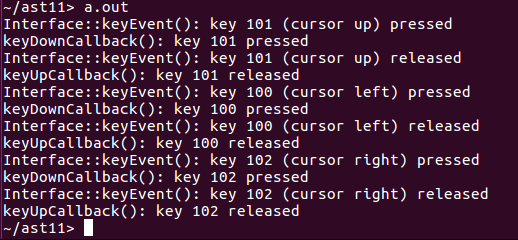 ~/ast11> a.out
Interface::keyEvent(): key 101 (cursor up) pressed
keyDownCallback(): key 101 pressed
Interface::keyEvent(): key 101 (cursor up) released
keyUpCallback(): key 101 released
Interface::keyEvent(): key 100 (cursor left) pressed
keyDownCallback(): key 100 pressed
Interface::keyEvent(): key 100 (cursor left) released
keyUpCallback(): key 100 released
Interface::keyEvent(): key 102 (cursor right) pressed
keyDownCallback(): key 102 pressed
Interface::keyEvent(): key 102 (cursor right) released
keyUpCallback(): key 102 released
~/ast11>